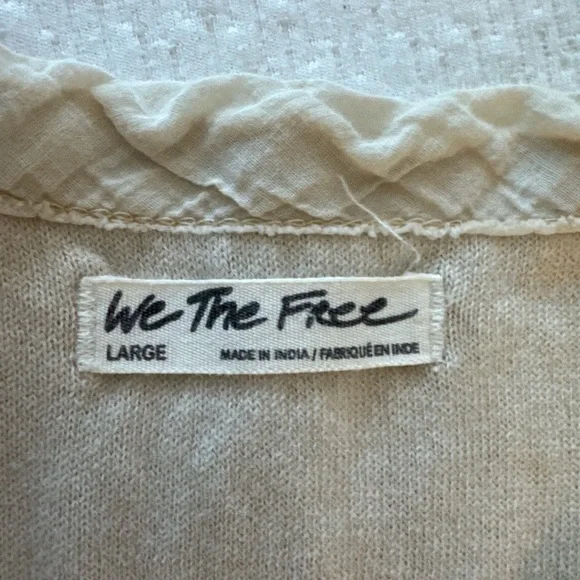 We The Free
LARGE MADE IN INDIA / FABRIQUÉ EN INDE